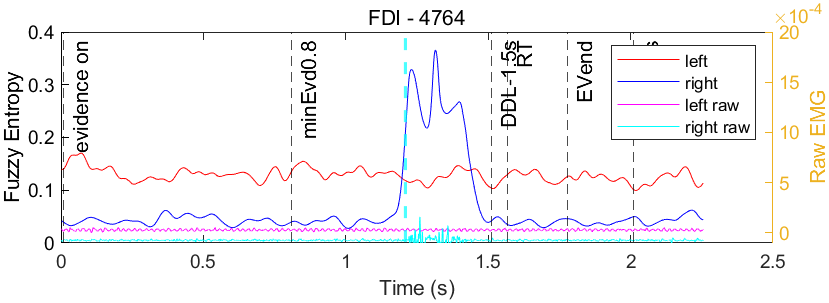 FDI - 4764
×10⁻⁴
Fuzzy Entropy
0.4
0.3
0.2
0.1
0
evidence on
minEvd0.8
DDL-1.5s
RT
EVend
s
left
right
left raw
right raw
20
15
10
5
0
Raw EMG
0
0.5
1
1.5
2
2.5
Time (s)